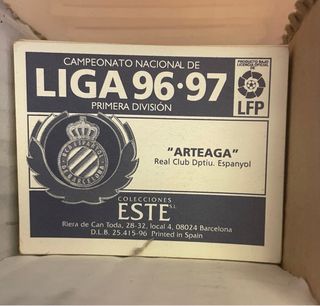 CAMPEONATO NACIONAL DE
LIGA 96·97
PRIMERA DIVISIÓN
PRODUCTO BAJO
LICENCIA OFICIAL DE
LFP
"ARTEAGA"
Real Club Dptiu. Espanyol
COLECCIONES
ESTE S.L.
Riera de Can Toda, 28-32, local 4, 08024 Barcelona
D.L.B. 25.415-96 Printed in Spain